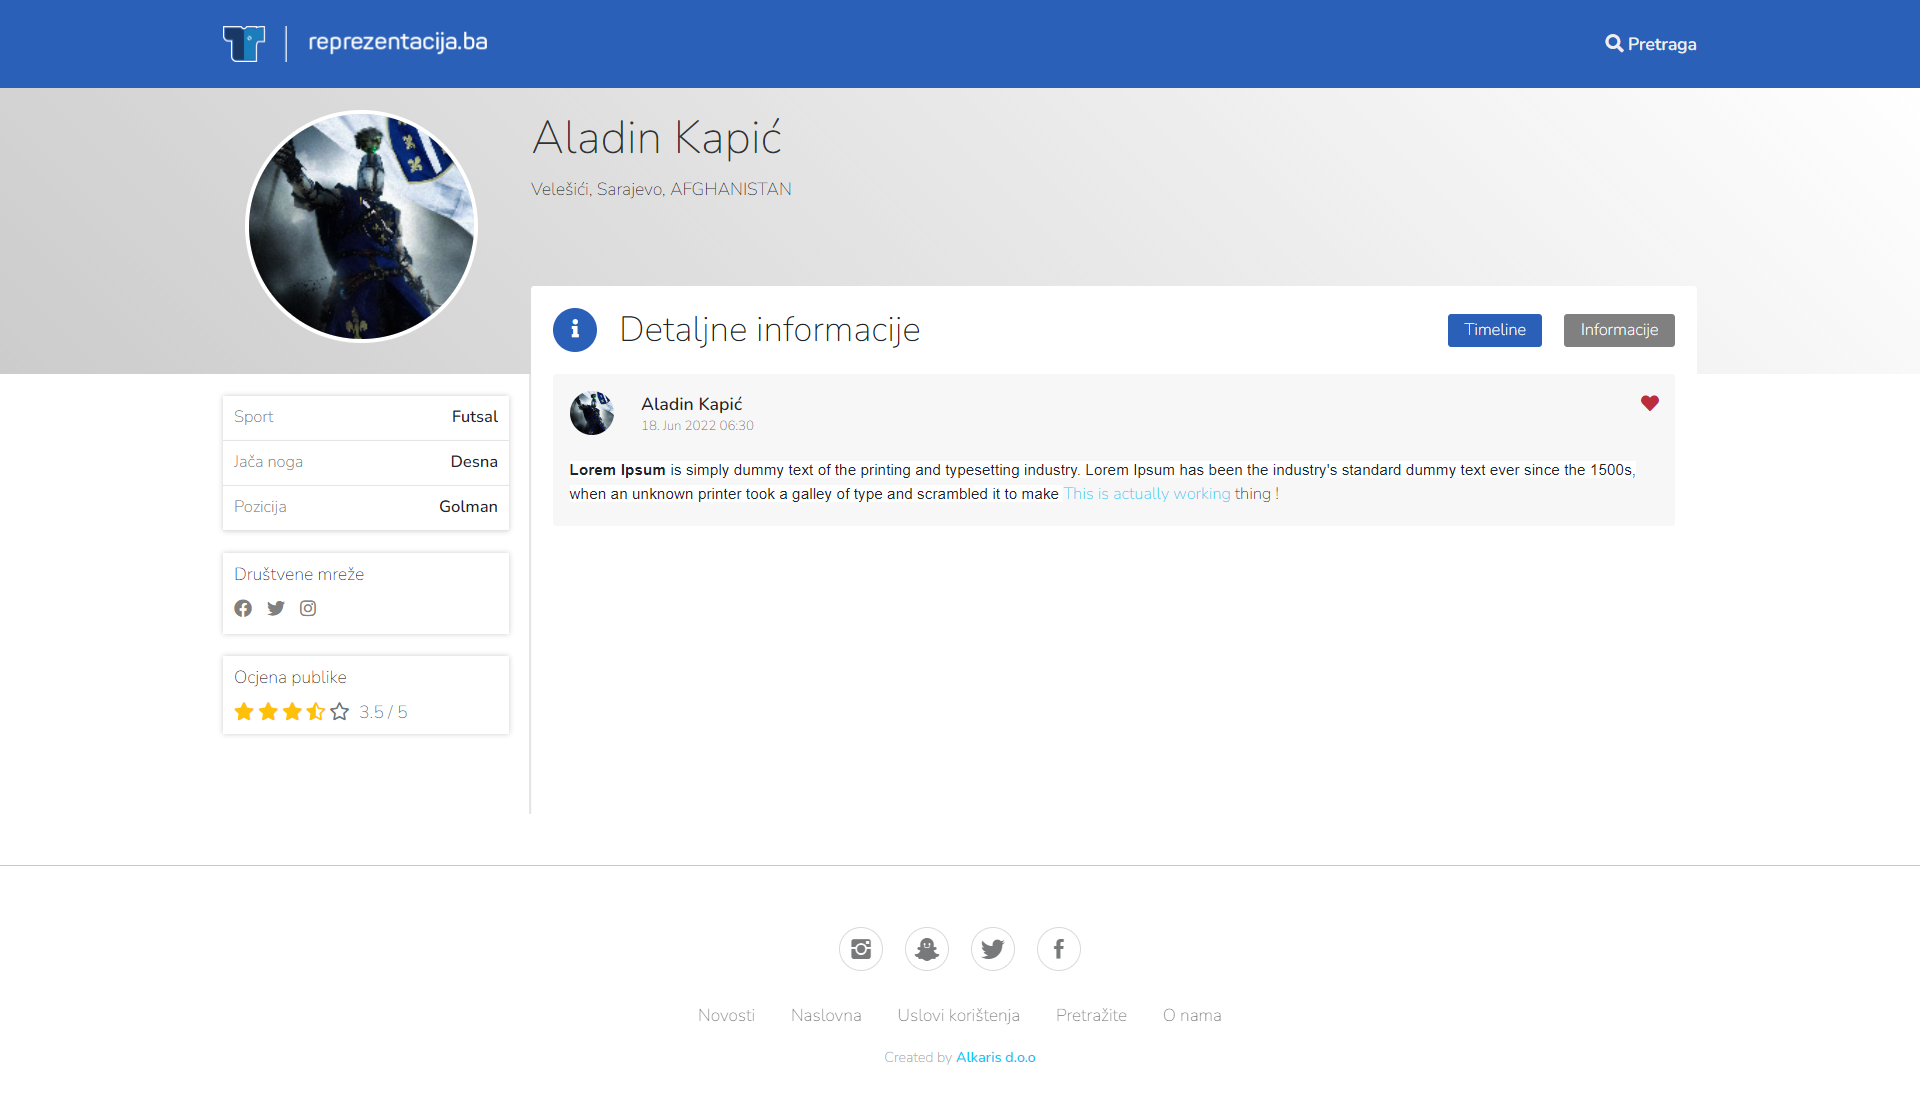 reprezentacija.ba
Pretraga
Aladin Kapić
Velešići, Sarajevo, AFGHANISTAN
Detaljne informacije
Timeline
Informacije
Sport Futsal
Jača noga Desna
Pozicija Golman
Društvene mreže
Ocjena publike
3.5 / 5
Aladin Kapić
18. Jun 2022 06:30
Lorem Ipsum is simply dummy text of the printing and typesetting industry. Lorem Ipsum has been the industry's standard dummy text ever since the 1500s,
when an unknown printer took a galley of type and scrambled it to make This is actually working thing !
Novosti Naslovna Uslovi korištenja Pretražite O nama
Created by Alkaris d.o.o